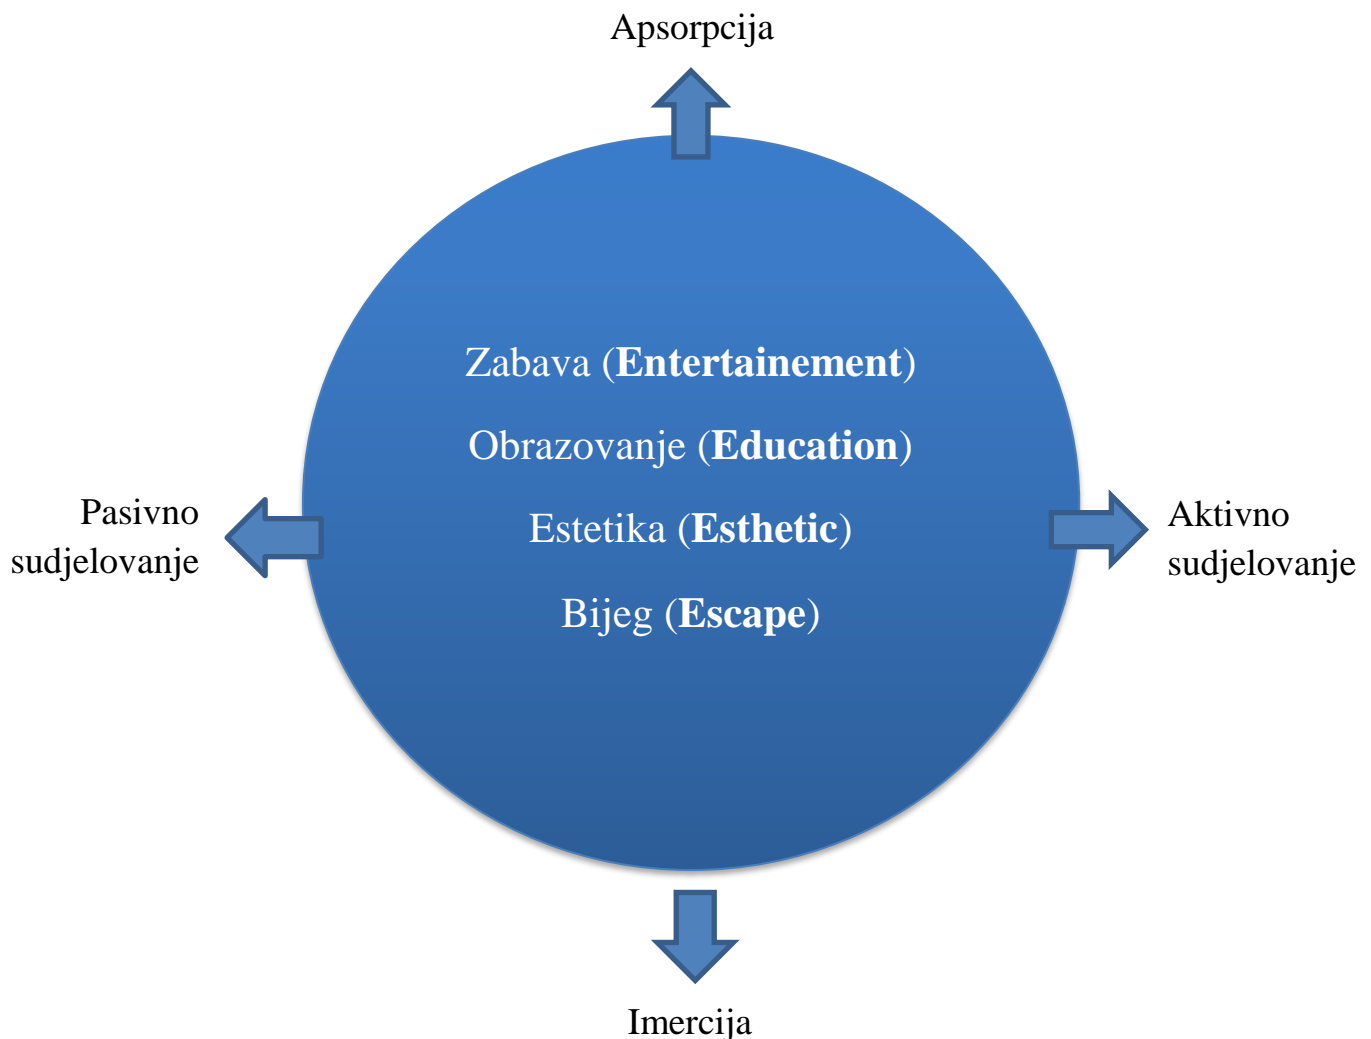 Apsorpcija
Zabava (Entertainement)
Obrazovanje (Education)
Pasivno
sudjelovanje
Estetika (Esthetic)
Aktivno
sudjelovanje
Bijeg (Escape)
Imercija